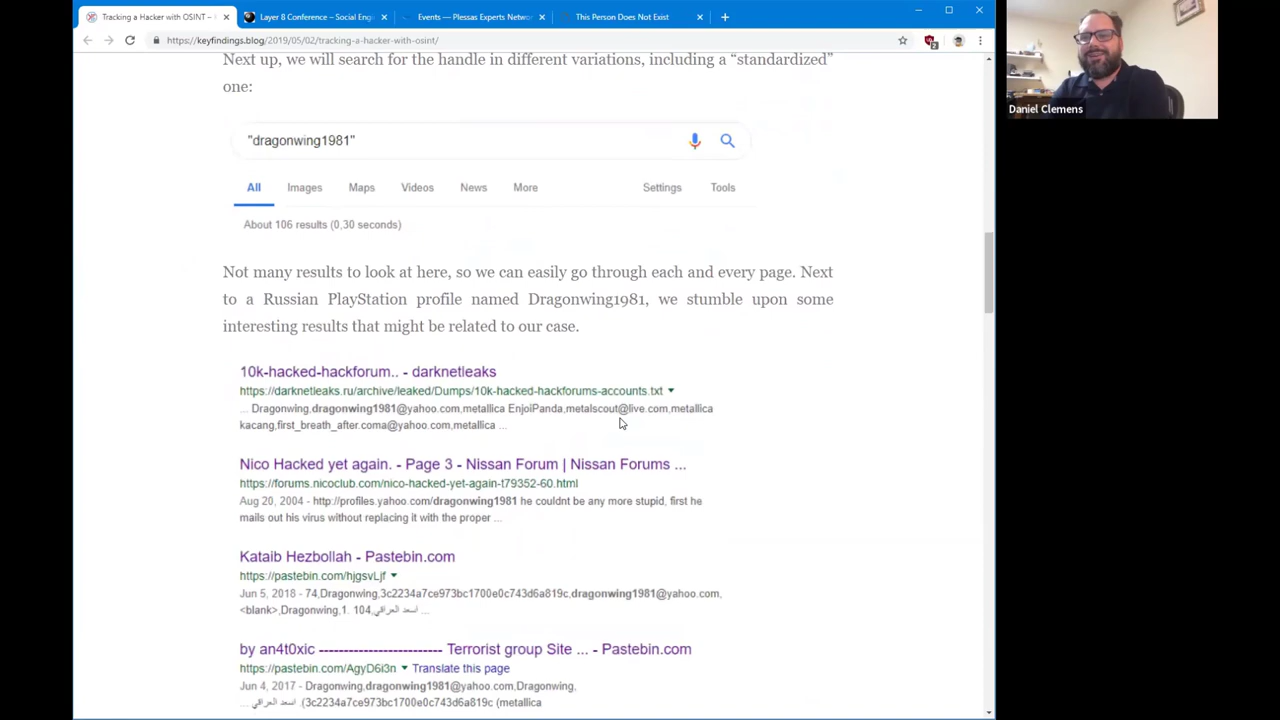 Tracking a Hacker with OSINT –
Layer 8 Conference – Social Eng
Events — Plessas Experts Netwo
This Person Does Not Exist
https://keyfindings.blog/2019/05/02/tracking-a-hacker-with-osint/
2
Daniel Clemens
Next up, we will search for the handle in different variations, including a “standardized”
one:
"dragonwing1981"
All Images Maps Videos News More Settings Tools
About 106 results (0,30 seconds)
Not many results to look at here, so we can easily go through each and every page. Next
to a Russian PlayStation profile named Dragonwing1981, we stumble upon some
interesting results that might be related to our case.
10k-hacked-hackforum.. - darknetleaks
https://darknetleaks.ru/archive/leaked/Dumps/10k-hacked-hackforums-accounts.txt
... Dragonwing,dragonwing1981@yahoo.com,metallica EnjoiPanda,metalscout@live.com,metallica
kacang,first_breath_after.coma@yahoo.com,metallica ...
Nico Hacked yet again. - Page 3 - Nissan Forum | Nissan Forums ...
https://forums.nicoclub.com/nico-hacked-yet-again-t79352-60.html
Aug 20, 2004 - http://profiles.yahoo.com/dragonwing1981 he couldnt be any more stupid, first he
mails out his virus without replacing it with the proper ...
Kataib Hezbollah - Pastebin.com
https://pastebin.com/hjgsvLjf
Jun 5, 2018 - 74,Dragonwing,3c2234a7ce973bc1700e0c743d6a819c,dragonwing1981@yahoo.com,
<blank>,Dragonwing,1. 104,اسعد العراقي ...
by an4t0xic ------------------------- Terrorist group Site ... - Pastebin.com
https://pastebin.com/AgyD6i3n Translate this page
Jun 4, 2017 - Dragonwing,dragonwing1981@yahoo.com,Dragonwing,
اسعد العراقي ... (3c2234a7ce973bc1700e0c743d6a819c (metallica